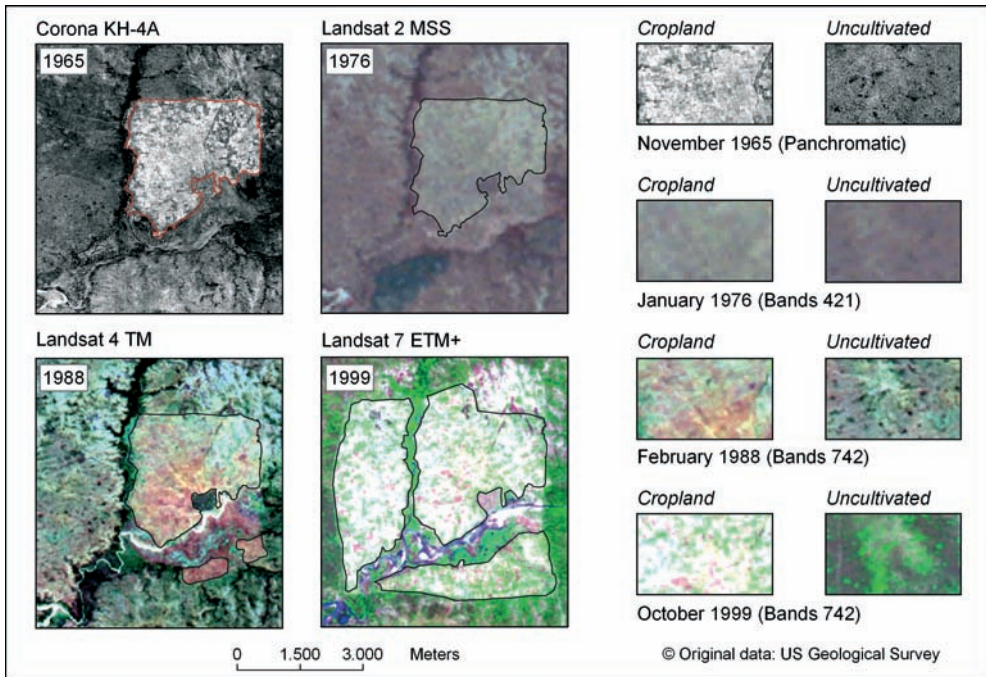 Corona KH-4A
1965
Landsat 2 MSS
1976
Cropland
Uncultivated
November 1965 (Panchromatic)
Cropland
Uncultivated
January 1976 (Bands 421)
Landsat 4 TM
1988
Landsat 7 ETM+
1999
Cropland
Uncultivated
February 1988 (Bands 742)
Cropland
Uncultivated
October 1999 (Bands 742)
0 1.500 3.000 Meters
© Original data: US Geological Survey